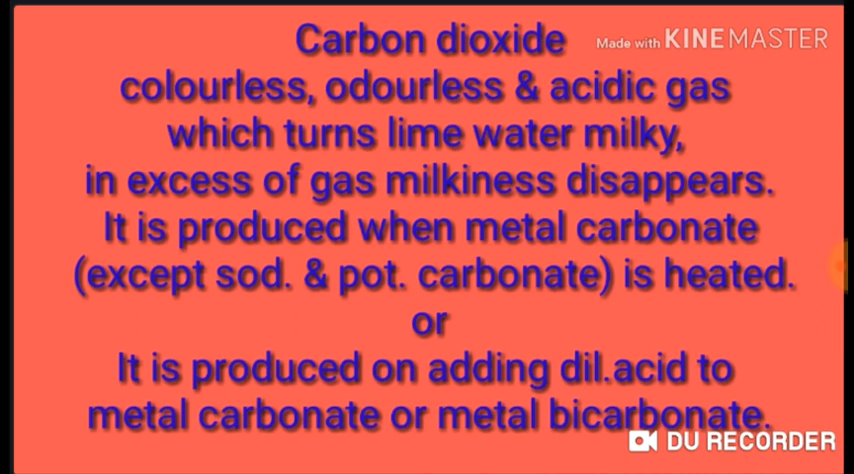 Carbon dioxide
Made with KINEMASTER
colourless, odourless & acidic gas
which turns lime water milky,
in excess of gas milkiness disappears.
It is produced when metal carbonate
(except sod. & pot. carbonate) is heated.
or
It is produced on adding dil.acid to
metal carbonate or metal bicarbonate.
DU RECORDER